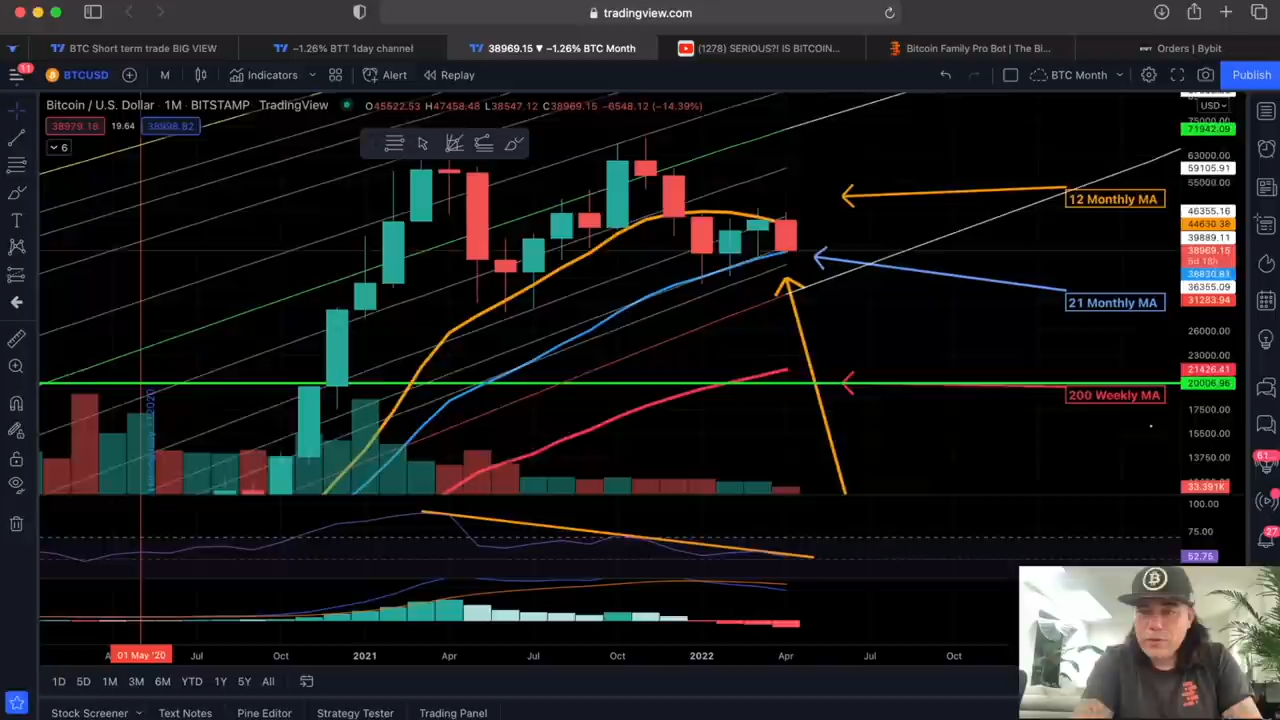 tradingview.com
BTC Short term trade BIG VIEW
−1.26% BTT 1day channel
38969.15 ▼ −1.26% BTC Month
(1278) SERIOUS?! IS BITCOIN...
Bitcoin Family Pro Bot | The Bl...
Orders | Bybit
11
BTCUSD
M
Indicators
Alert
Replay
BTC Month
Publish
Bitcoin / U.S. Dollar · 1M · BITSTAMP TradingView
O45522.53 H47458.48 L38547.12 C38969.15 −6548.12 (−14.39%)
USD
38979.18
19.64
38998.82
6
75000.00
71942.09
63000.00
59105.91
55000.00
12 Monthly MA
46355.16
44630.38
39889.11
38969.15
6d 18h
36355.09
21 Monthly MA
31283.94
26000.00
23000.00
21426.41
20006.96
200 Weekly MA
17500.00
15500.00
13750.00
61...
33.391K
100.00
75.00
27
52.75
01 May '20
Jul
Oct
2021
Apr
Jul
Oct
2022
Apr
Jul
Oct
1D
5D
1M
3M
6M
YTD
1Y
5Y
All
Stock Screener
Text Notes
Pine Editor
Strategy Tester
Trading Panel